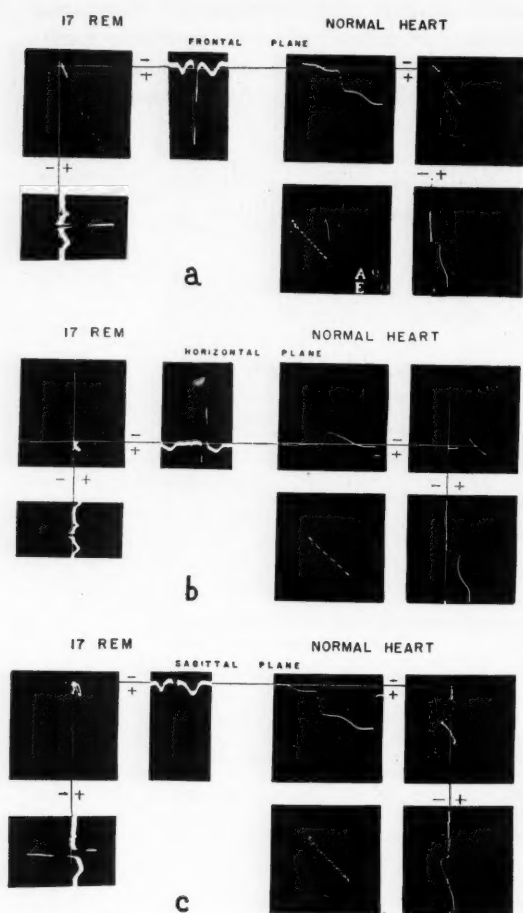 17 REM NORMAL HEART
FRONTAL PLANE
−
+
−
+
− +
− +
A
E
a
17 REM NORMAL HEART
HORIZONTAL PLANE
−
+
−
+
− +
− +
b
17 REM NORMAL HEART
SAGITTAL PLANE
−
+
−
+
− +
− +
c